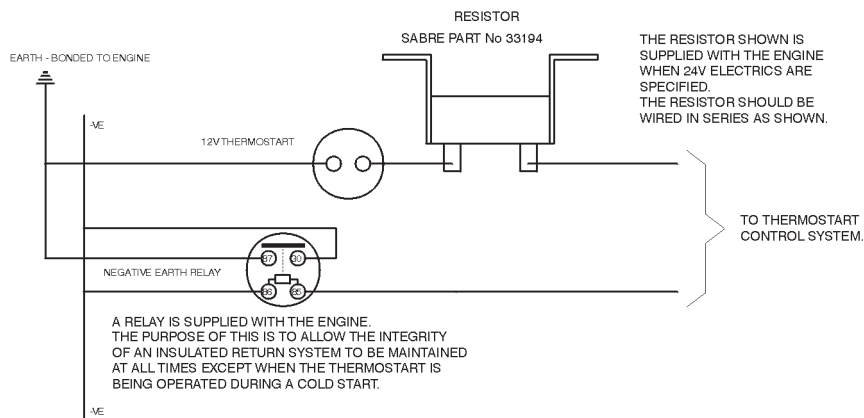 RESISTOR
SABRE PART No 33194
THE RESISTOR SHOWN IS
SUPPLIED WITH THE ENGINE
WHEN 24V ELECTRICS ARE
SPECIFIED.
THE RESISTOR SHOULD BE
WIRED IN SERIES AS SHOWN.
EARTH - BONDED TO ENGINE
-VE
12V THERMOSTART
TO THERMOSTART
CONTROL SYSTEM.
87 30
NEGATIVE EARTH RELAY
86 85
A RELAY IS SUPPLIED WITH THE ENGINE.
THE PURPOSE OF THIS IS TO ALLOW THE INTEGRITY
OF AN INSULATED RETURN SYSTEM TO BE MAINTAINED
AT ALL TIMES EXCEPT WHEN THE THERMOSTART IS
BEING OPERATED DURING A COLD START.
-VE